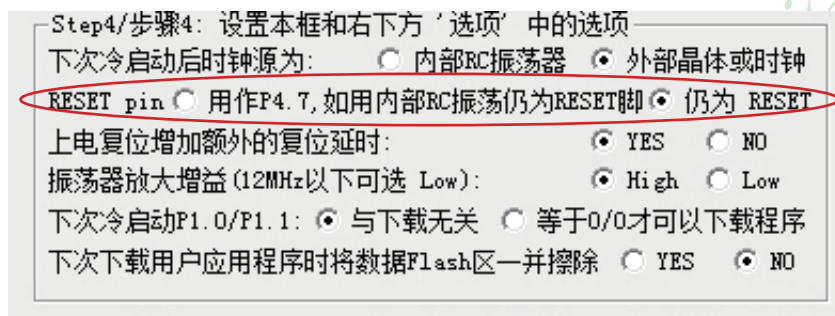 Step4/步骤4: 设置本框和右下方 '选项' 中的选项
下次冷启动后时钟源为: 内部RC振荡器 外部晶体或时钟
RESET pin 用作P4.7,如用内部RC振荡仍为RESET脚 仍为 RESET
上电复位增加额外的复位延时: YES NO
振荡器放大增益(12MHz以下可选 Low): High Low
下次冷启动P1.0/P1.1: 与下载无关 等于0/0才可以下载程序
下次下载用户应用程序时将数据Flash区一并擦除 YES NO